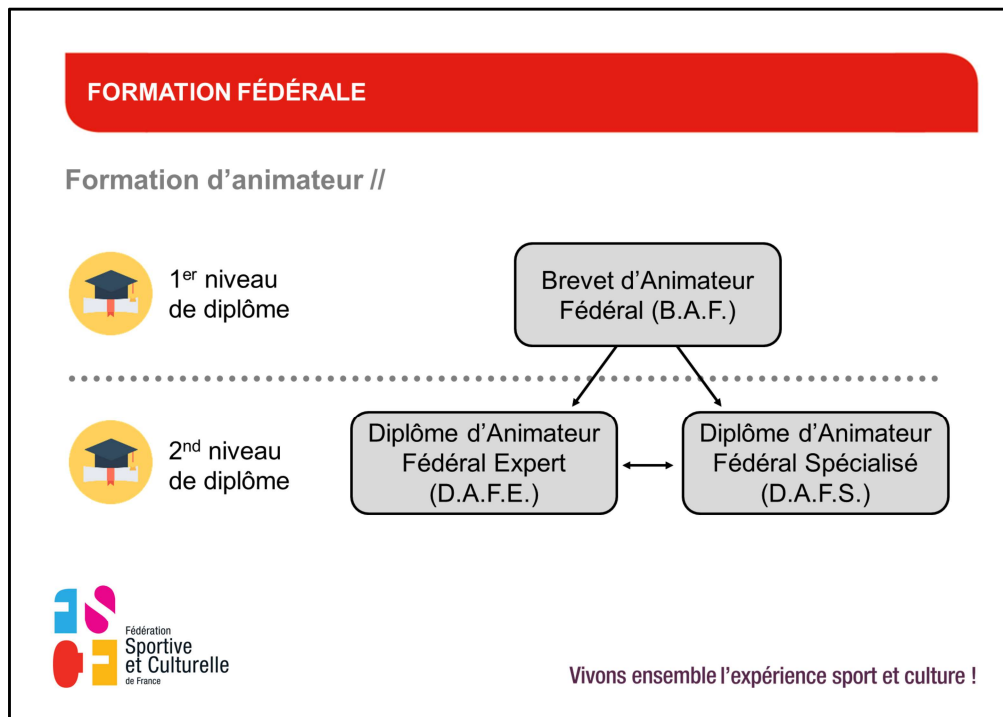 FORMATION FÉDÉRALE
Formation d’animateur //
1er niveau
de diplôme
Brevet d’Animateur
Fédéral (B.A.F.)
2nd niveau
de diplôme
Diplôme d’Animateur
Fédéral Expert
(D.A.F.E.)
Diplôme d’Animateur
Fédéral Spécialisé
(D.A.F.S.)
FSCF
Fédération
Sportive
et Culturelle
de France
Vivons ensemble l’expérience sport et culture !